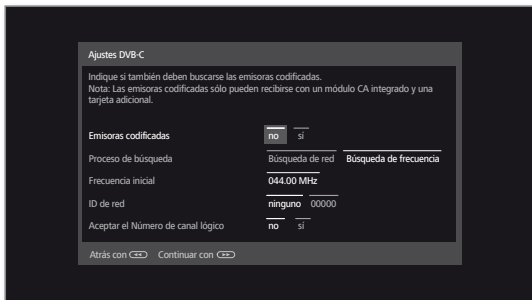 Ajustes DVB-C
Indique si también deben buscarse las emisoras codificadas.
Nota: Las emisoras codificadas sólo pueden recibirse con un módulo CA integrado y una
tarjeta adicional.
Emisoras codificadas no sí
Proceso de búsqueda Búsqueda de red Búsqueda de frecuencia
Frecuencia inicial 044.00 MHz
ID de red ninguno 00000
Aceptar el Número de canal lógico no sí
Atrás con Continuar con